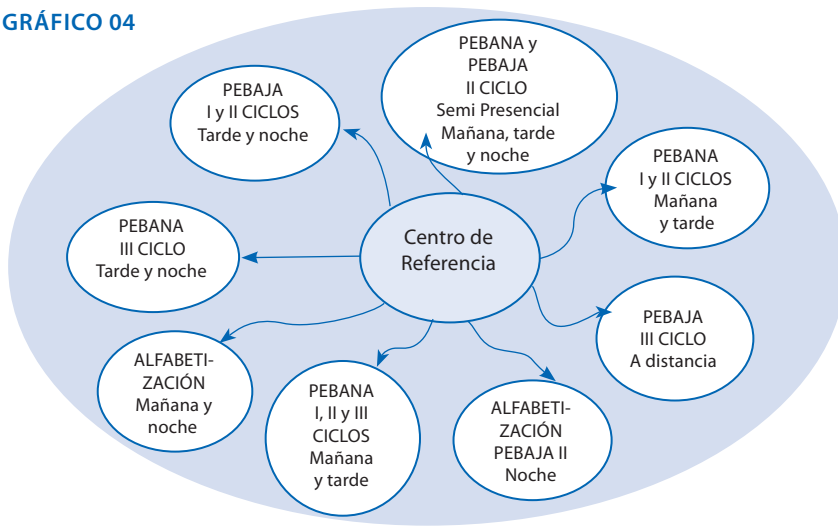 GRÁFICO 04
PEBANA y
PEBAJA
II CICLO
Semi Presencial
Mañana, tarde
y noche
PEBAJA
I y II CICLOS
Tarde y noche
PEBANA
I y II CICLOS
Mañana
y tarde
PEBANA
III CICLO
Tarde y noche
Centro de
Referencia
PEBAJA
III CICLO
A distancia
ALFABETI-
ZACIÓN
Mañana y
noche
PEBANA
I, II y III
CICLOS
Mañana
y tarde
ALFABETI-
ZACIÓN
PEBAJA II
Noche